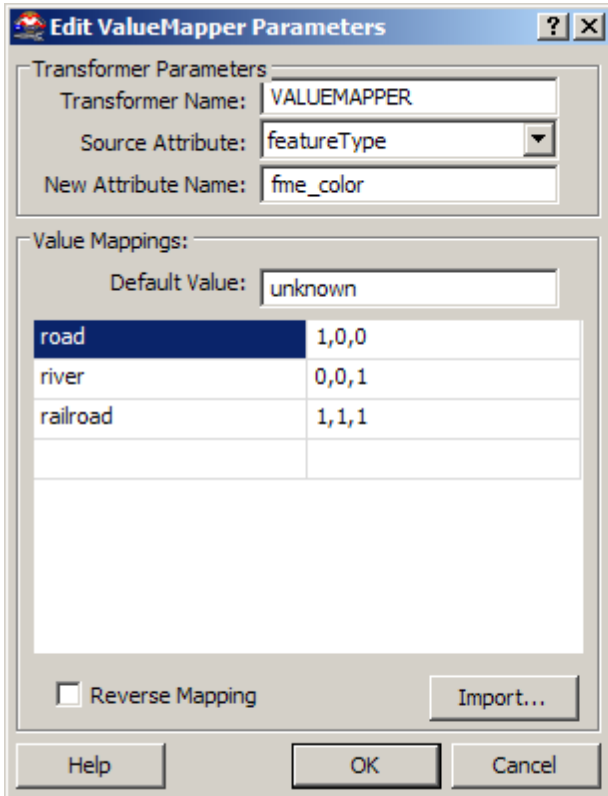 Edit ValueMapper Parameters
Transformer Parameters
Transformer Name: VALUEMAPPER
Source Attribute: featureType
New Attribute Name: fme_color
Value Mappings:
Default Value: unknown
road 1,0,0
river 0,0,1
railroad 1,1,1
Reverse Mapping Import...
Help OK Cancel